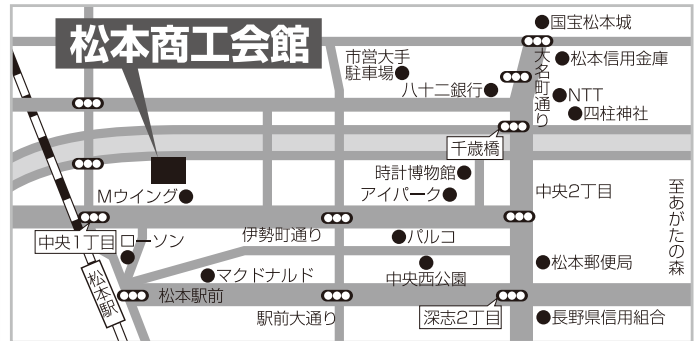 国宝松本城
松本商工会館
市営大手
駐車場
大名町通り
松本信用金庫
八十二銀行
NTT
四柱神社
千歳橋
時計博物館
Mウイング
アイパーク
中央2丁目
至あがたの森
中央1丁目
ローソン
伊勢町通り
パルコ
松本駅
マクドナルド
中央西公園
松本郵便局
松本駅前
駅前大通り
深志2丁目
長野県信用組合